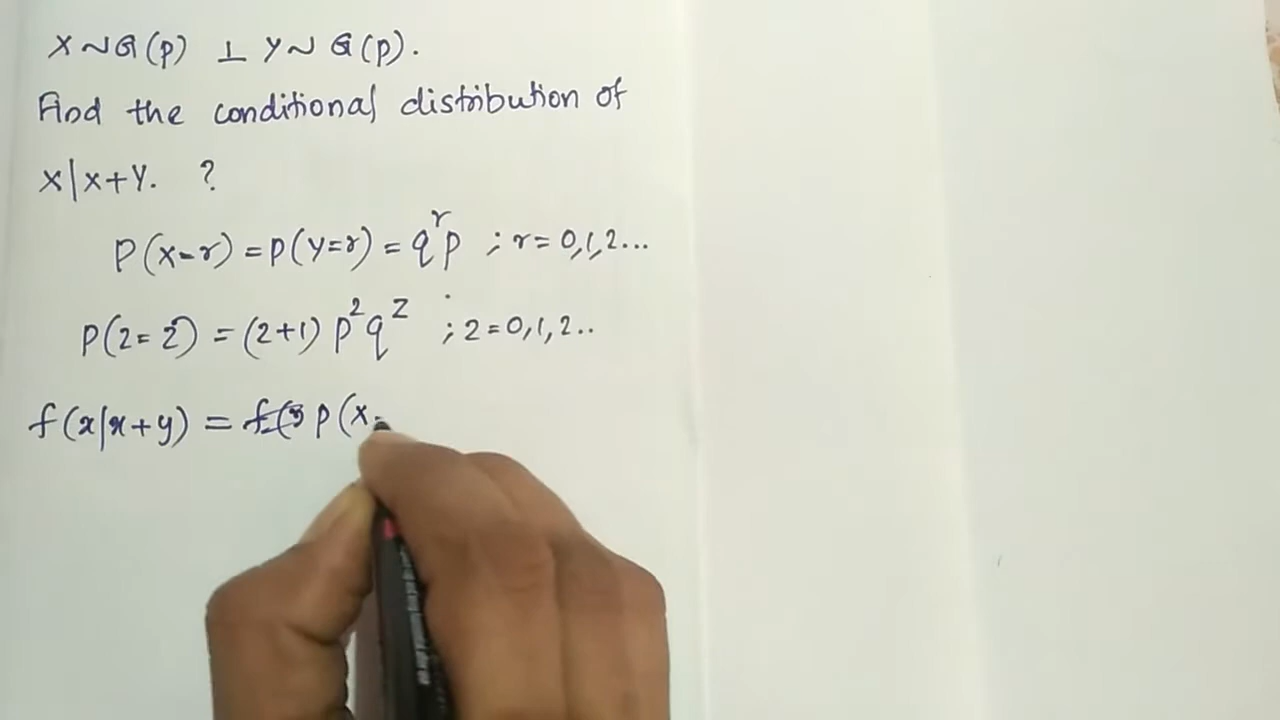 X ~ G(p) ⊥ Y ~ G(p).
Find the conditional distribution of
X|X+Y. ?
P(X=r) = P(Y=r) = q^r p ; r = 0,1,2...
P(Z=Z) = (Z+1) p^2 q^Z ; Z = 0,1,2..
f(x|x+y) = P(X=